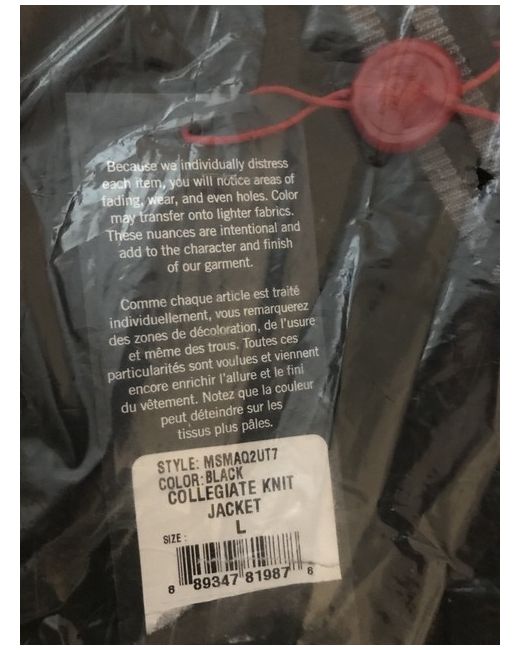 Because we individually distress
each item, you will notice areas of
fading, wear, and even holes. Color
may transfer onto lighter fabrics.
These nuances are intentional and
add to the character and finish
of our garment.
Comme chaque article est traité
individuellement, vous remarquerez
des zones de décoloration, de l'usure
et même des trous. Toutes ces
particularités sont voulues et viennent
encore enrichir l'allure et le fini
du vêtement. Notez que la couleur
peut déteindre sur les
tissus plus pâles.
STYLE: MSMAQ2UT7
COLOR: BLACK
COLLEGIATE KNIT
JACKET
SIZE: L
8 89347 81987 8